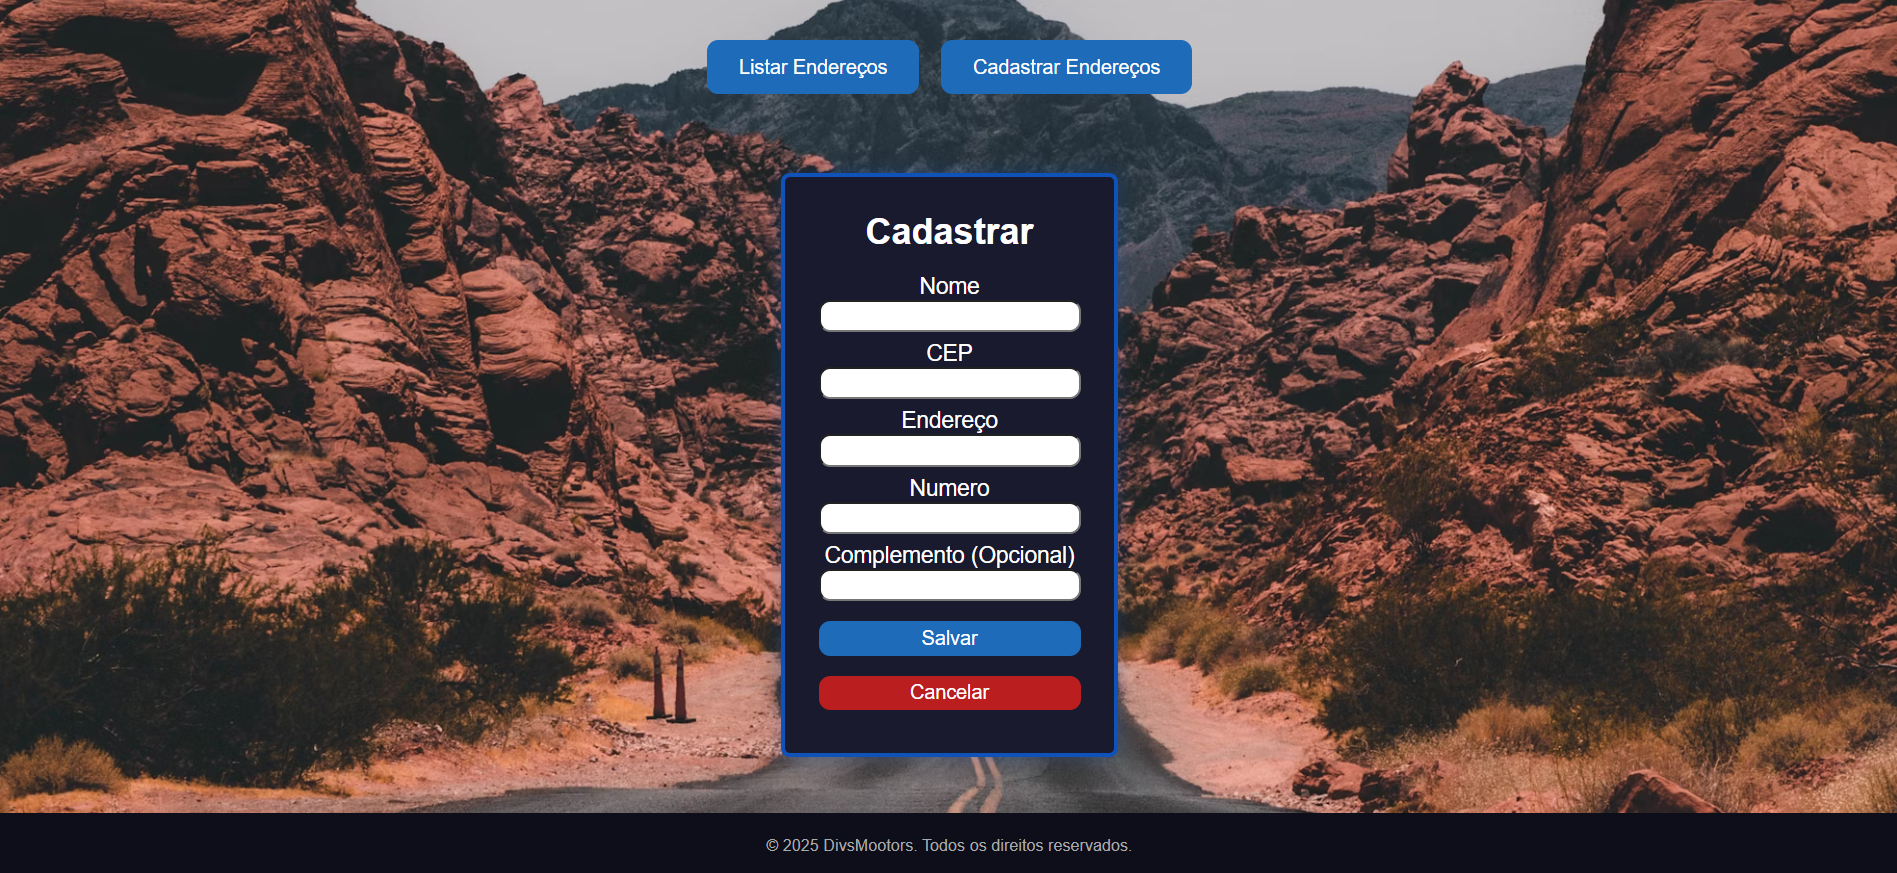 Listar Endereços
Cadastrar Endereços
Cadastrar
Nome
CEP
Endereço
Numero
Complemento (Opcional)
Salvar
Cancelar
© 2025 DivsMootors. Todos os direitos reservados.